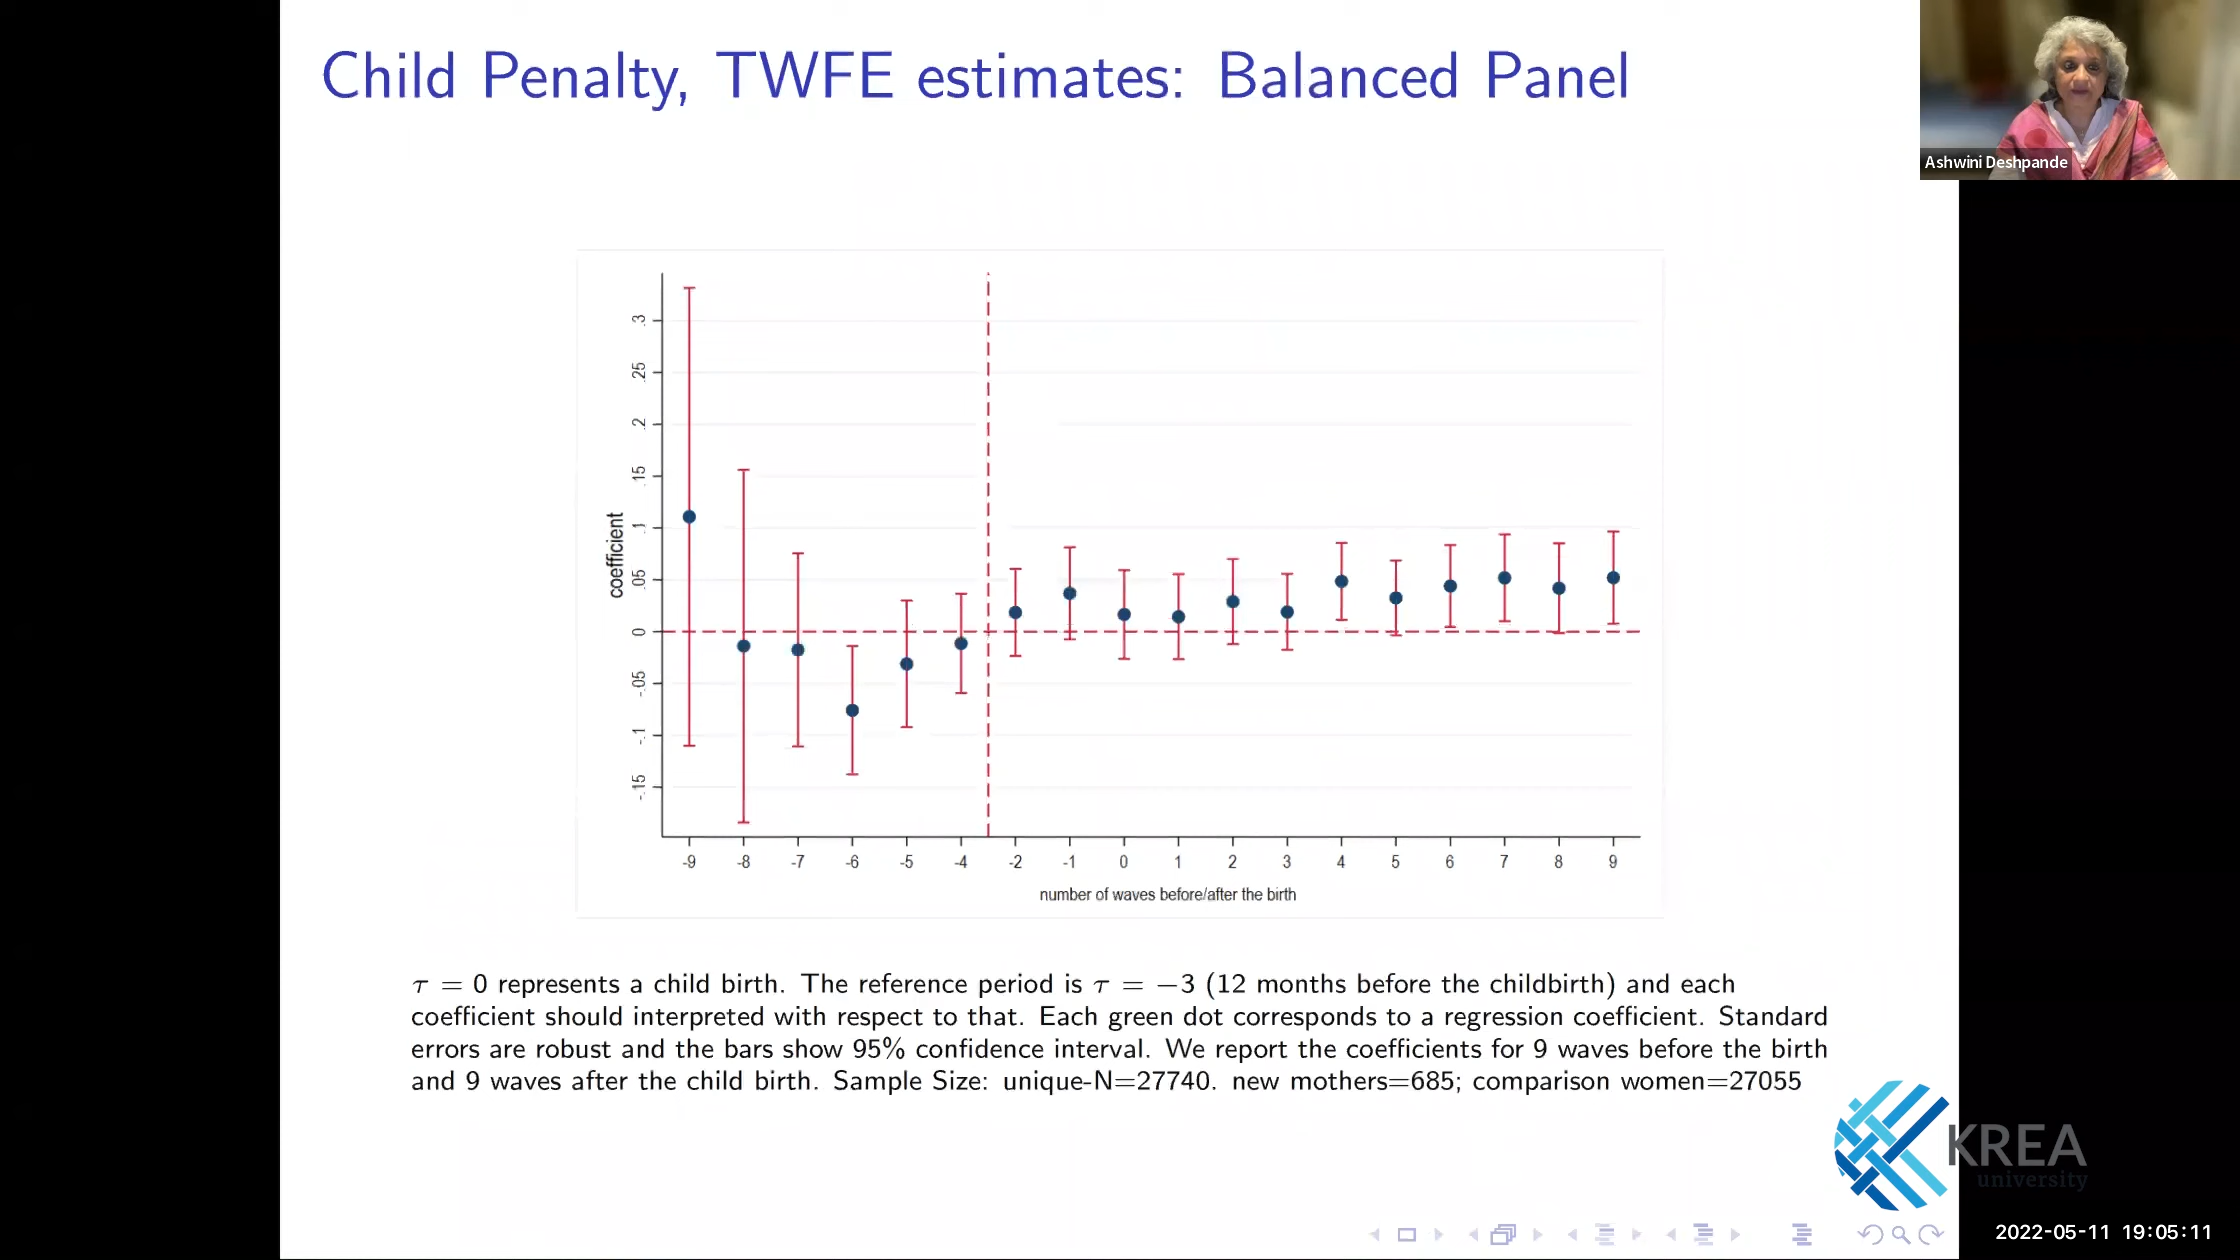 Child Penalty, TWFE estimates: Balanced Panel
Ashwini Deshpande
.3
.25
.2
.15
.1
.05
0
-.05
-.1
-.15
coefficient
-9 -8 -7 -6 -5 -4 -2 -1 0 1 2 3 4 5 6 7 8 9
number of waves before/after the birth
τ = 0 represents a child birth. The reference period is τ = −3 (12 months before the childbirth) and each
coefficient should interpreted with respect to that. Each green dot corresponds to a regression coefficient. Standard
errors are robust and the bars show 95% confidence interval. We report the coefficients for 9 waves before the birth
and 9 waves after the child birth. Sample Size: unique-N=27740. new mothers=685; comparison women=27055
KREA
university
2022-05-11 19:05:11